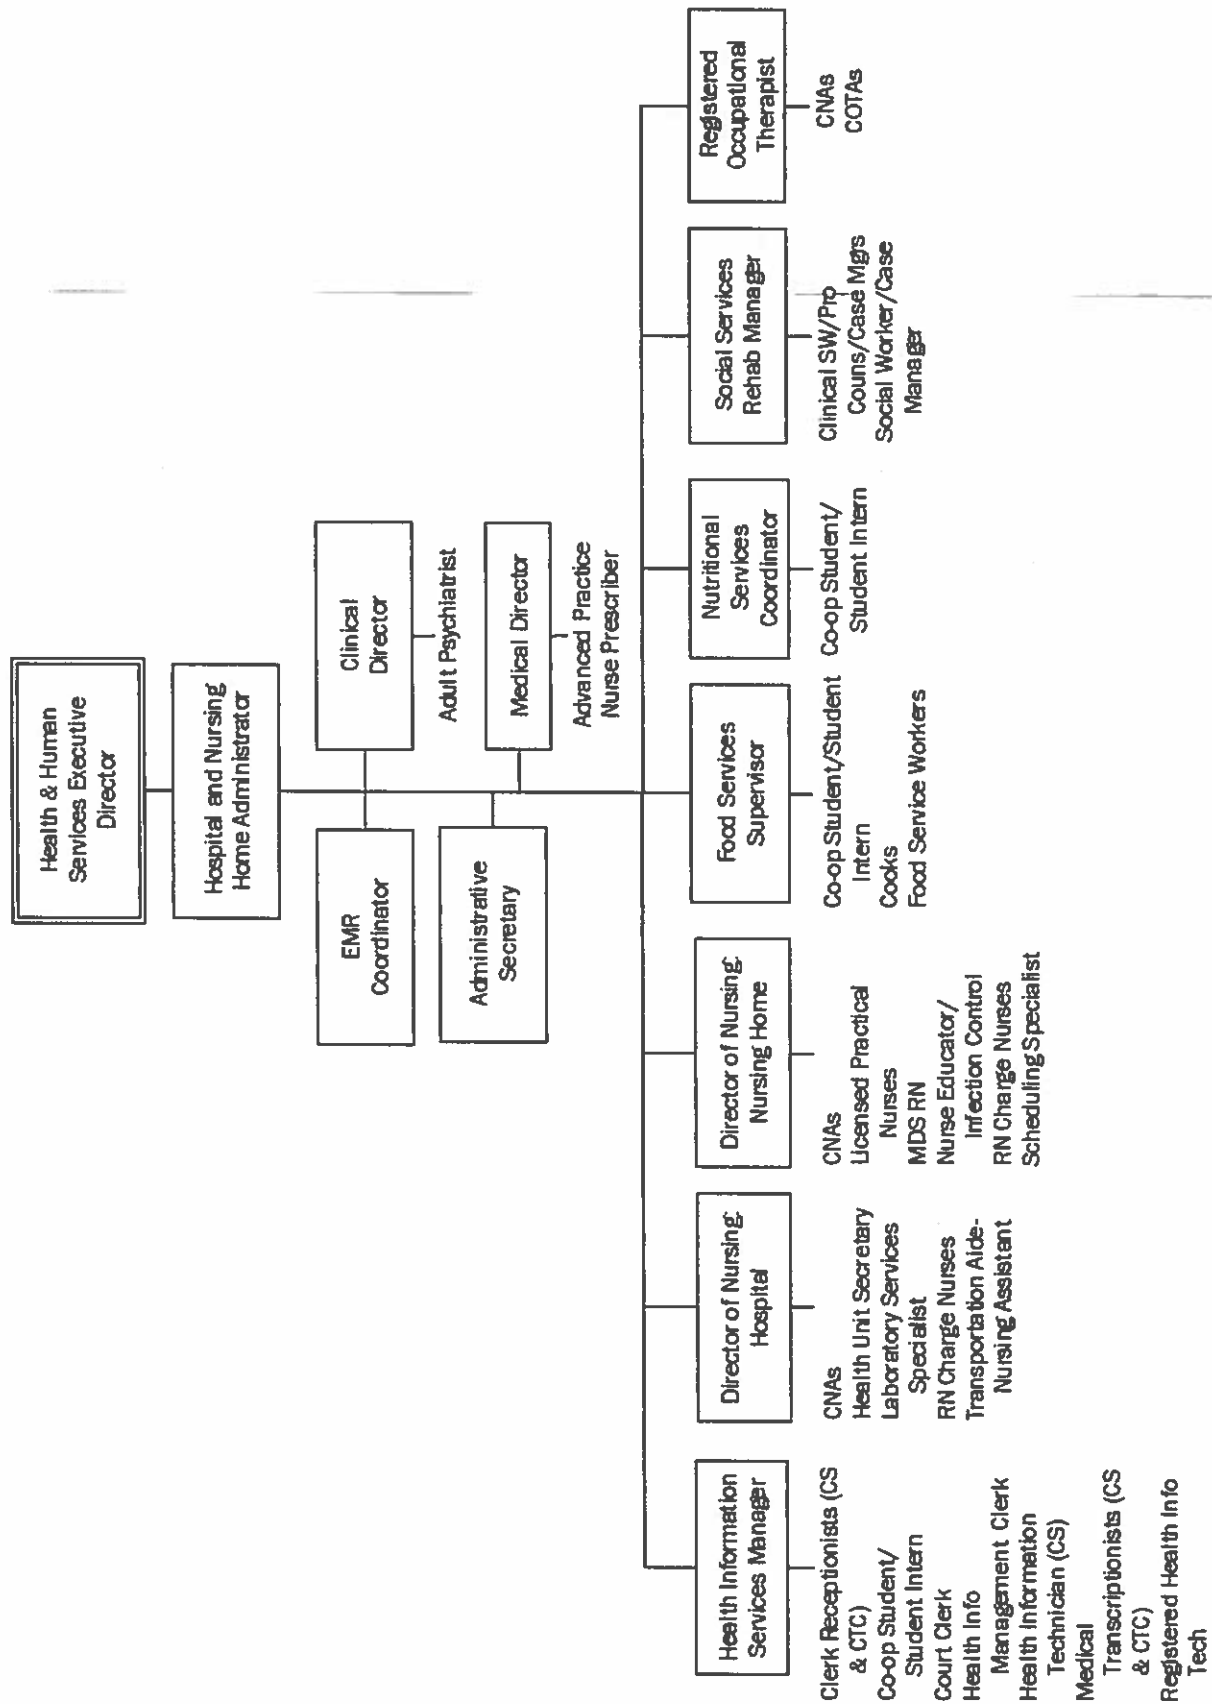 Health & Human
Services Executive
Director
Hospital and Nursing
Home Administrator
EMR
Coordinator
Clinical
Director
Adult Psychiatrist
Administrative
Secretary
Medical Director
Advanced Practice
Nurse Prescriber
Health Information
Services Manager
Clerk Receptionists (CS
& CTC)
Co-op Student/
Student Intern
Court Clerk
Health Info
Management Clerk
Health Information
Technician (CS)
Medical
Transcriptionists (CS
& CTC)
Registered Health Info
Tech
Director of Nursing:
Hospital
CNAs
Health Unit Secretary
Laboratory Services
Specialist
RN Charge Nurses
Transportation Aide-
Nursing Assistant
Director of Nursing:
Nursing Home
CNAs
Licensed Practical
Nurses
MDS RN
Nurse Educator/
Infection Control
RN Charge Nurses
Scheduling Specialist
Food Services
Supervisor
Co-op Student/Student
Intern
Cooks
Food Service Workers
Nutritional
Services
Coordinator
Co-op Student/
Student Intern
Social Services
Rehab Manager
Clinical SW/Pro
Couns/Case Mgrs
Social Worker/Case
Manager
Registered
Occupational
Therapist
CNAs
COTAs